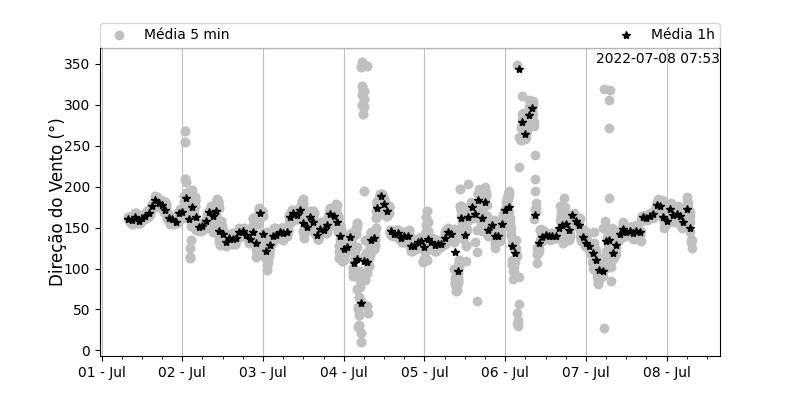 Média 5 min
Média 1h
2022-07-08 07:53
Direção do Vento (°)
350
300
250
200
150
100
50
0
01 - Jul
02 - Jul
03 - Jul
04 - Jul
05 - Jul
06 - Jul
07 - Jul
08 - Jul